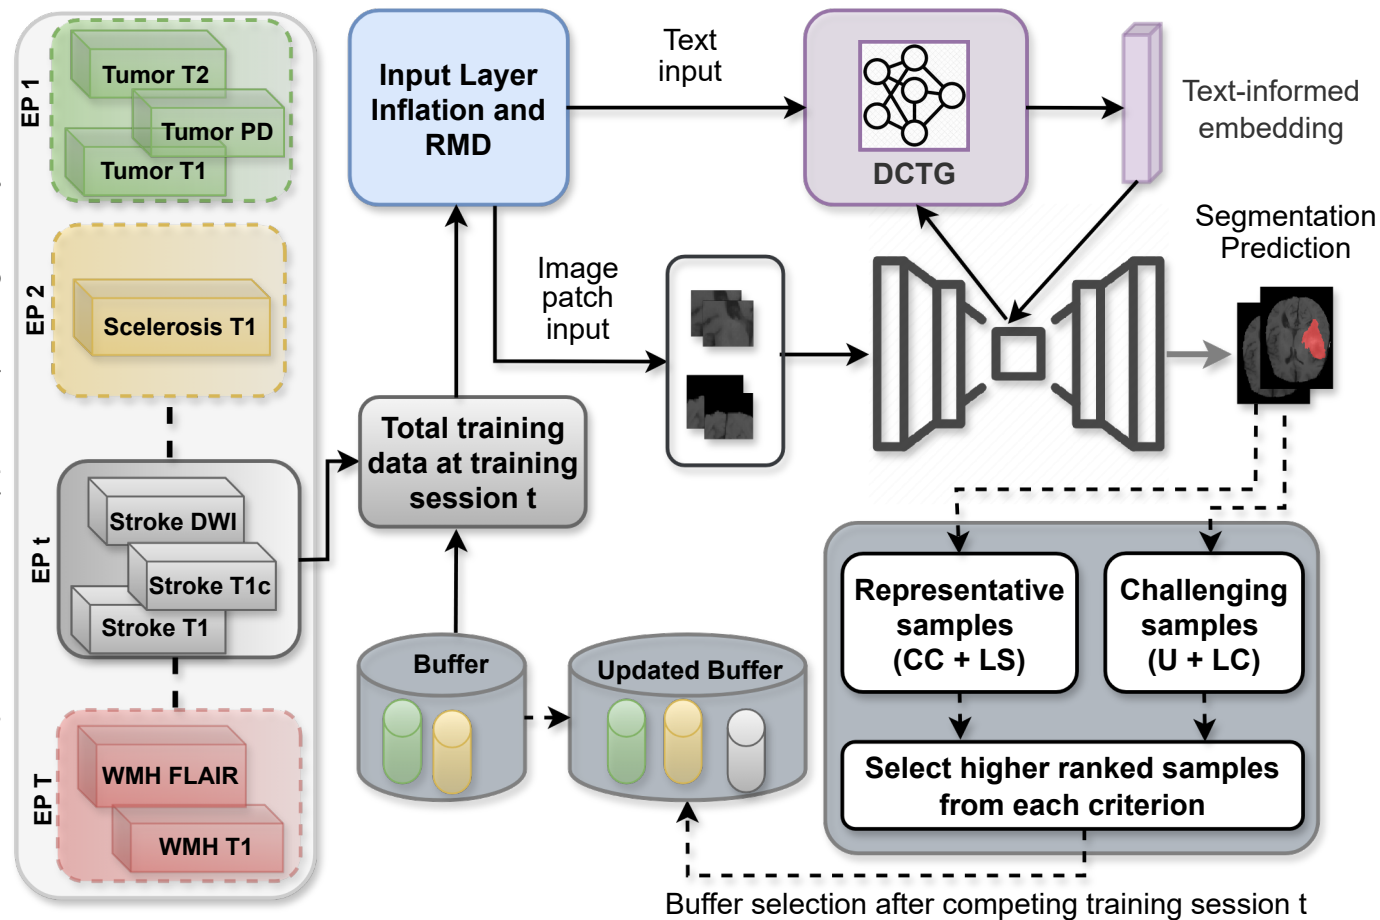 EP 1
Tumor T2
Tumor PD
Tumor T1
EP 2
Scelerosis T1
EP t
Stroke DWI
Stroke T1c
Stroke T1
EP T
WMH FLAIR
WMH T1
Input Layer
Inflation and
RMD
Text
input
DCTG
Text-informed
embedding
Image
patch
input
Segmentation
Prediction
Total training
data at training
session t
Buffer
Updated Buffer
Representative
samples
(CC + LS)
Challenging
samples
(U + LC)
Select higher ranked samples
from each criterion
Buffer selection after competing training session t